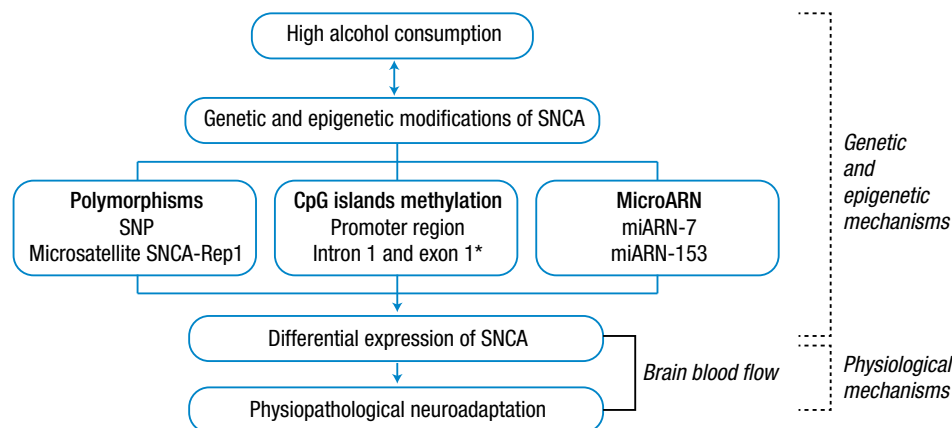 High alcohol consumption
Genetic and epigenetic modifications of SNCA
Polymorphisms
SNP
Microsatellite SNCA-Rep1
CpG islands methylation
Promoter region
Intron 1 and exon 1*
MicroARN
miARN-7
miARN-153
Differential expression of SNCA
Physiopathological neuroadaptation
Brain blood flow
Genetic
and
epigenetic
mechanisms
Physiological
mechanisms